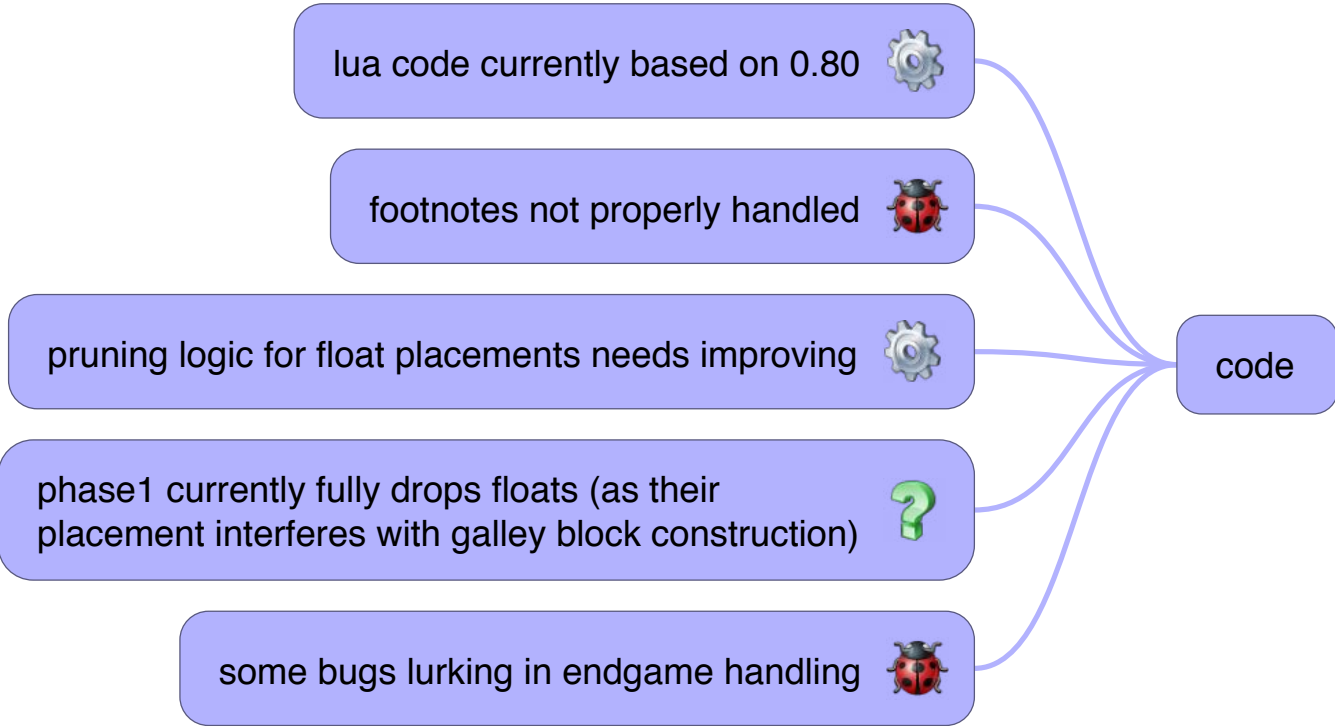 lua code currently based on 0.80
footnotes not properly handled
pruning logic for float placements needs improving
code
phase1 currently fully drops floats (as their
placement interferes with galley block construction)
some bugs lurking in endgame handling